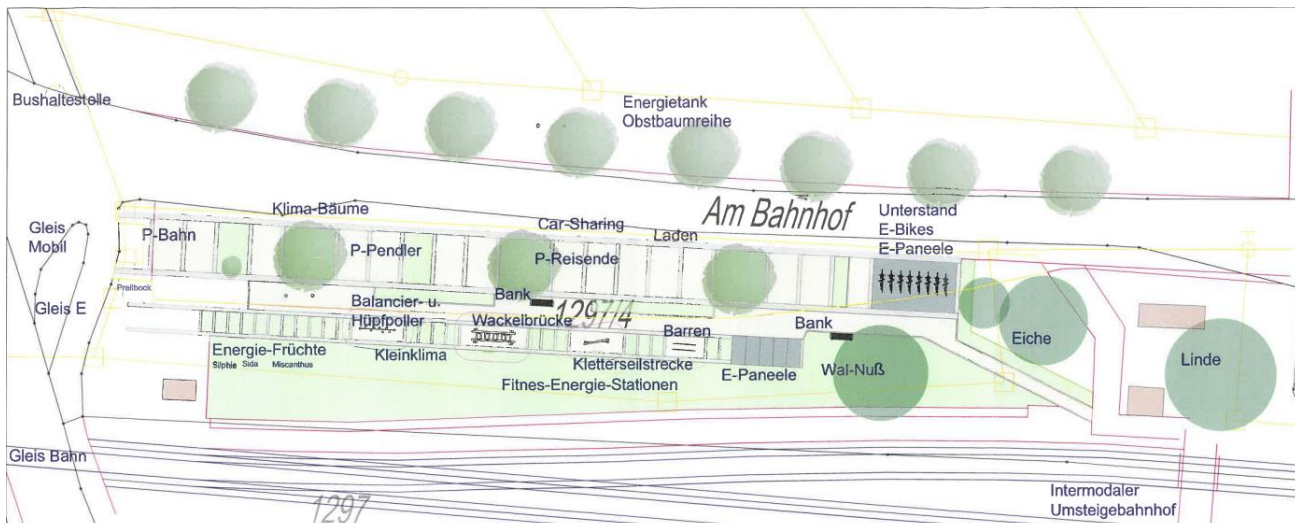 Bushaltestelle
Energietank
Obstbaumreihe
Klima-Bäume
Car-Sharing
Laden
Am Bahnhof
Unterstand
E-Bikes
E-Paneele
Gleis
Mobil
P-Bahn
P-Pendler
P-Reisende
Prellbock
Gleis E
Balancier- u.
Hüpfpoller
Bank
1297/4
Wackelbrücke
Barren
Bank
Eiche
Linde
Energie-Früchte
Silphie Sida Miscanthus
Kleinklima
Kletterseilstrecke
Fitnes-Energie-Stationen
E-Paneele
Wal-Nuß
Gleis Bahn
1297
Intermodaler
Umsteigebahnhof